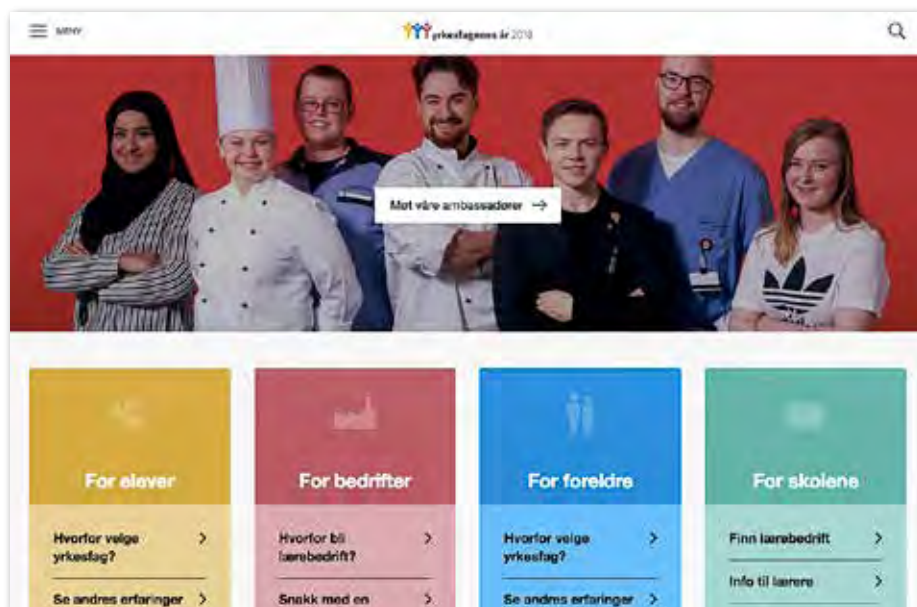 MENY
yrkesfagenes år 2018
Møt våre ambassadører
For elever
For bedrifter
For foreldre
For skolene
Hvorfor velge
yrkesfag?
Se andres erfaringer
Hvorfor bli
lærebedrift?
Snakk med en
Hvorfor velge
yrkesfag?
Se andres erfaringer
Finn lærebedrift
Info til lærere